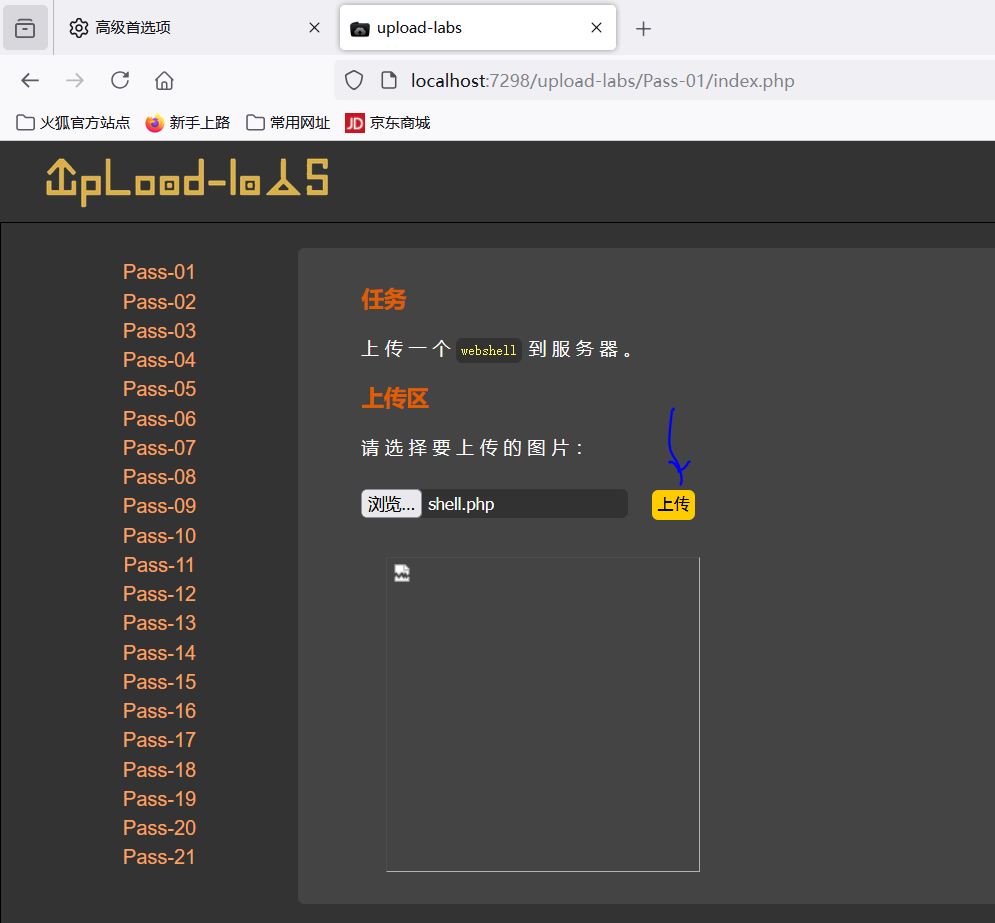 高级首选项
upload-labs
localhost:7298/upload-labs/Pass-01/index.php
火狐官方站点 新手上路 常用网址 JD 京东商城
UpLoad-labs
Pass-01
Pass-02
Pass-03
Pass-04
Pass-05
Pass-06
Pass-07
Pass-08
Pass-09
Pass-10
Pass-11
Pass-12
Pass-13
Pass-14
Pass-15
Pass-16
Pass-17
Pass-18
Pass-19
Pass-20
Pass-21
任务
上传一个 webshell 到服务器。
上传区
请选择要上传的图片：
浏览... shell.php 上传